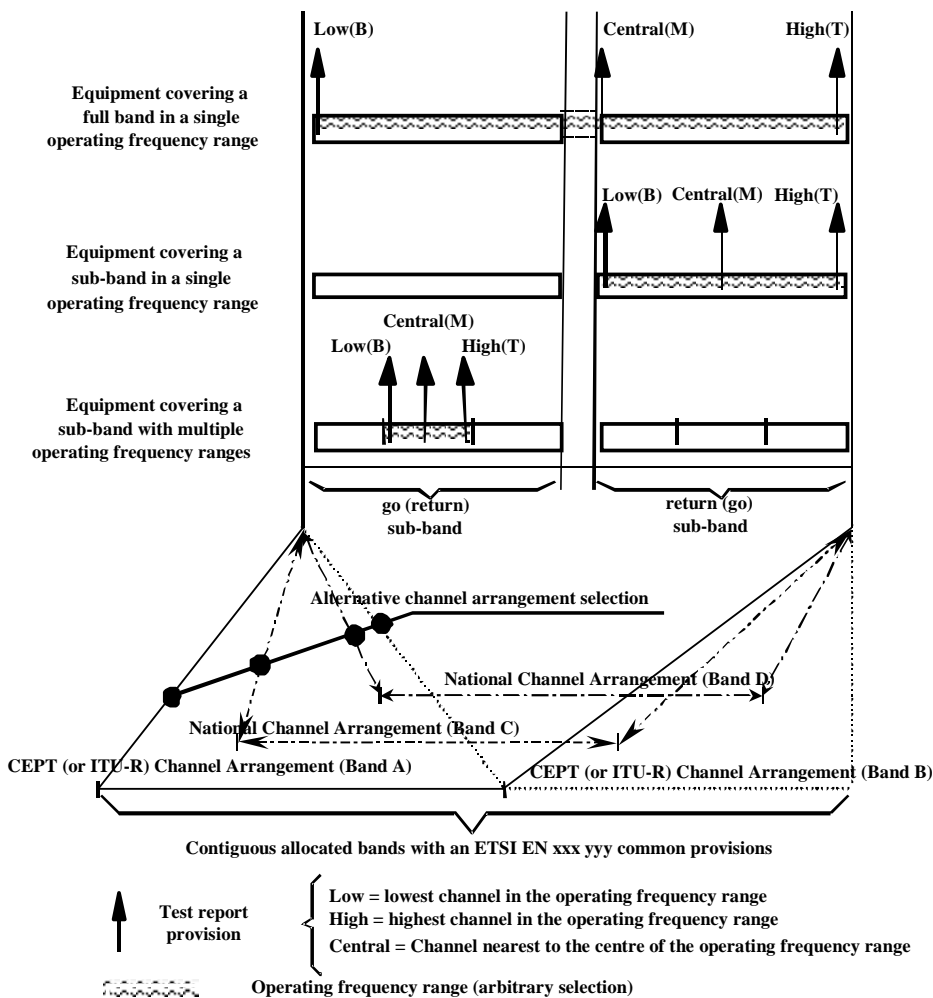 Low(B)
Central(M)
High(T)
Equipment covering a
full band in a single
operating frequency range
Low(B)
Central(M)
High(T)
Equipment covering a
sub-band in a single
operating frequency range
Central(M)
Low(B)
High(T)
Equipment covering a
sub-band with multiple
operating frequency ranges
go (return)
sub-band
return (go)
sub-band
Alternative channel arrangement selection
National Channel Arrangement (Band D)
National Channel Arrangement (Band C)
CEPT (or ITU-R) Channel Arrangement (Band A)
CEPT (or ITU-R) Channel Arrangement (Band B)
Contiguous allocated bands with an ETSI EN xxx yyy common provisions
Test report
provision
Low = lowest channel in the operating frequency range
High = highest channel in the operating frequency range
Central = Channel nearest to the centre of the operating frequency range
Operating frequency range (arbitrary selection)